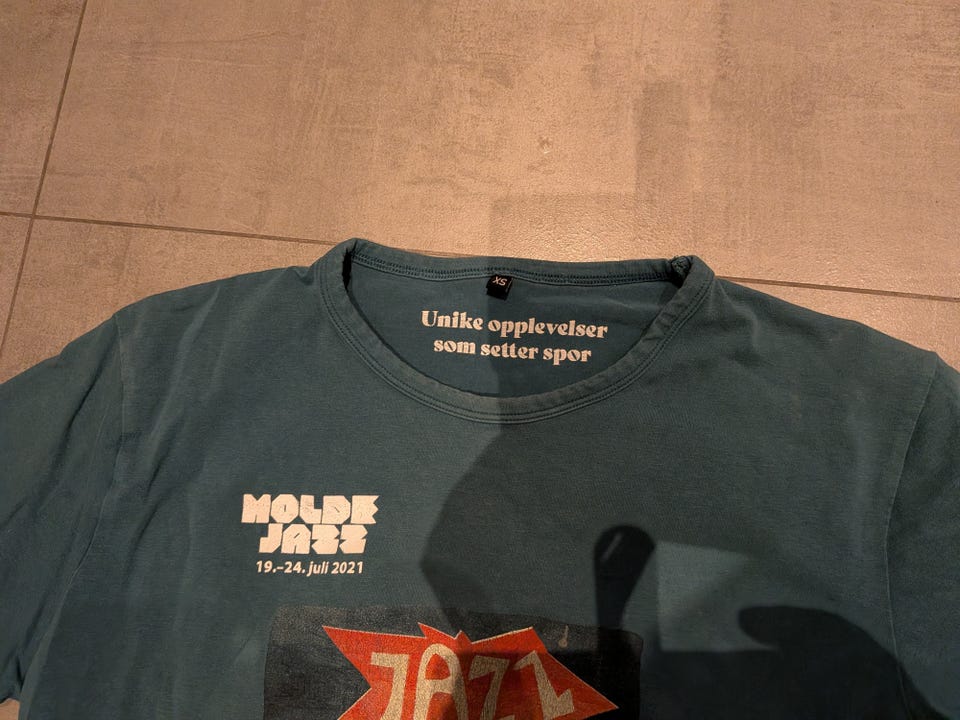 XS
Unike opplevelser
som setter spor
MOLDE
JAZZ
19.–24. juli 2021
JAZZ